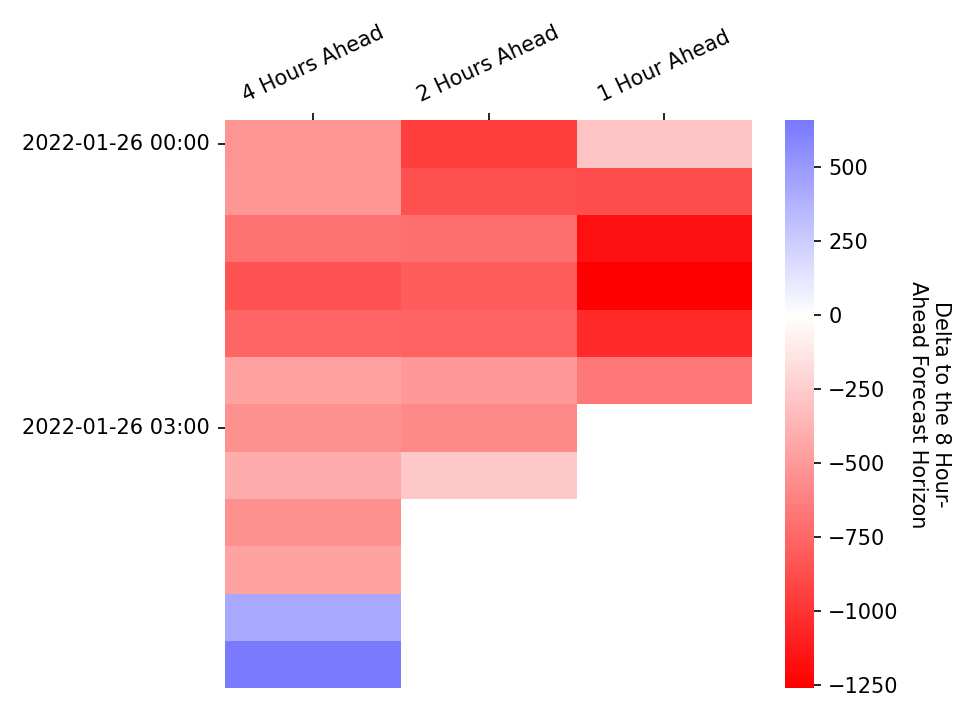 4 Hours Ahead
2 Hours Ahead
1 Hour Ahead
2022-01-26 00:00
2022-01-26 03:00
500
250
0
−250
−500
−750
−1000
−1250
Delta to the 8 Hour-
Ahead Forecast Horizon